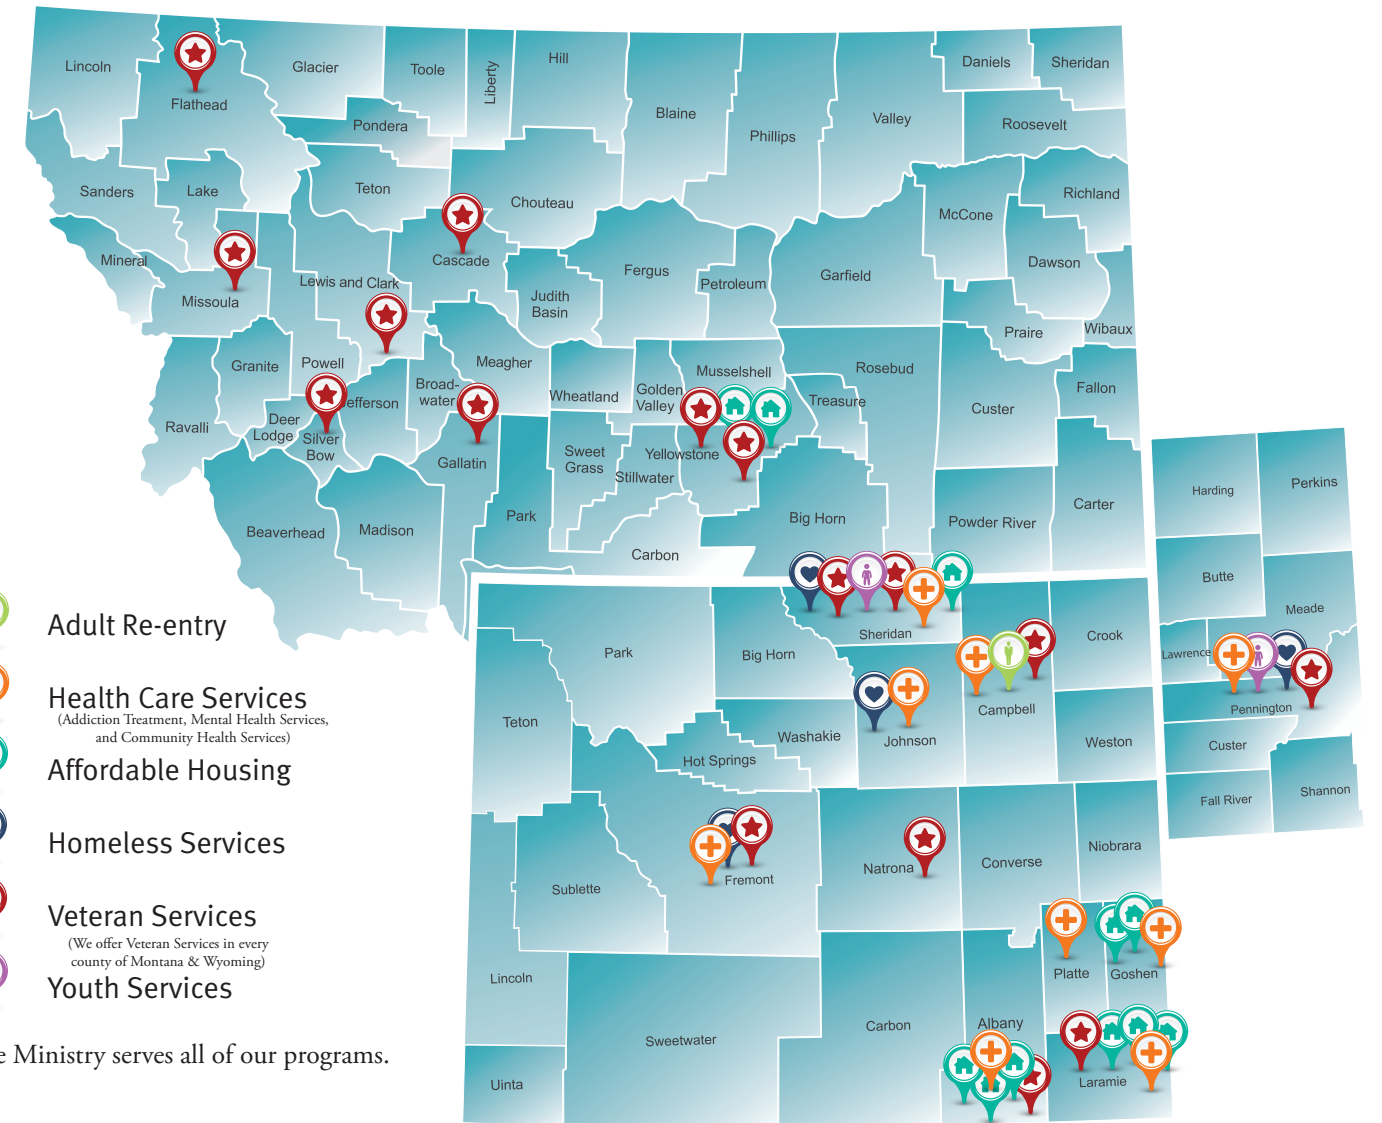 Lincoln
Flathead
Glacier
Toole
Liberty
Hill
Blaine
Phillips
Valley
Daniels
Sheridan
Roosevelt
Pondera
Teton
Chouteau
Sanders
Lake
Richland
McCone
Dawson
Mineral
Missoula
Lewis and Clark
Cascade
Judith
Basin
Fergus
Petroleum
Garfield
Praire
Wibaux
Granite
Powell
Meagher
Broad-
water
Jefferson
Wheatland
Golden
Valley
Musselshell
Treasure
Rosebud
Custer
Fallon
Ravalli
Deer
Lodge
Silver
Bow
Gallatin
Sweet
Grass
Stillwater
Yellowstone
Beaverhead
Madison
Park
Carbon
Big Horn
Powder River
Carter
Harding
Perkins
Butte
Meade
Lawrence
Pennington
Custer
Fall River
Shannon
Park
Big Horn
Sheridan
Campbell
Crook
Teton
Washakie
Johnson
Weston
Hot Springs
Fremont
Natrona
Converse
Niobrara
Sublette
Lincoln
Platte
Goshen
Sweetwater
Carbon
Albany
Laramie
Uinta
Adult Re-entry
Health Care Services
(Addiction Treatment, Mental Health Services,
and Community Health Services)
Affordable Housing
Homeless Services
Veteran Services
(We offer Veteran Services in every
county of Montana & Wyoming)
Youth Services
e Ministry serves all of our programs.